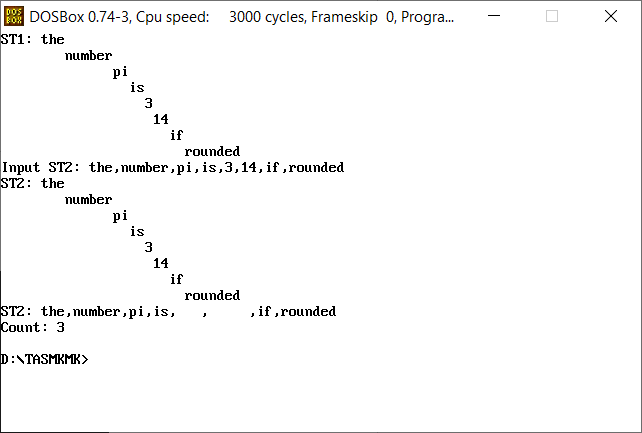 DOSBox 0.74-3, Cpu speed:    3000 cycles, Frameskip  0, Progra...
ST1: the
        number
              pi
                is
                  3
                   14
                     if
                       rounded
Input ST2: the,number,pi,is,3,14,if,rounded
ST2: the
        number
              pi
                is
                  3
                   14
                     if
                       rounded
ST2: the,number,pi,is,   ,     ,if,rounded
Count: 3
D:\TASMKMK>